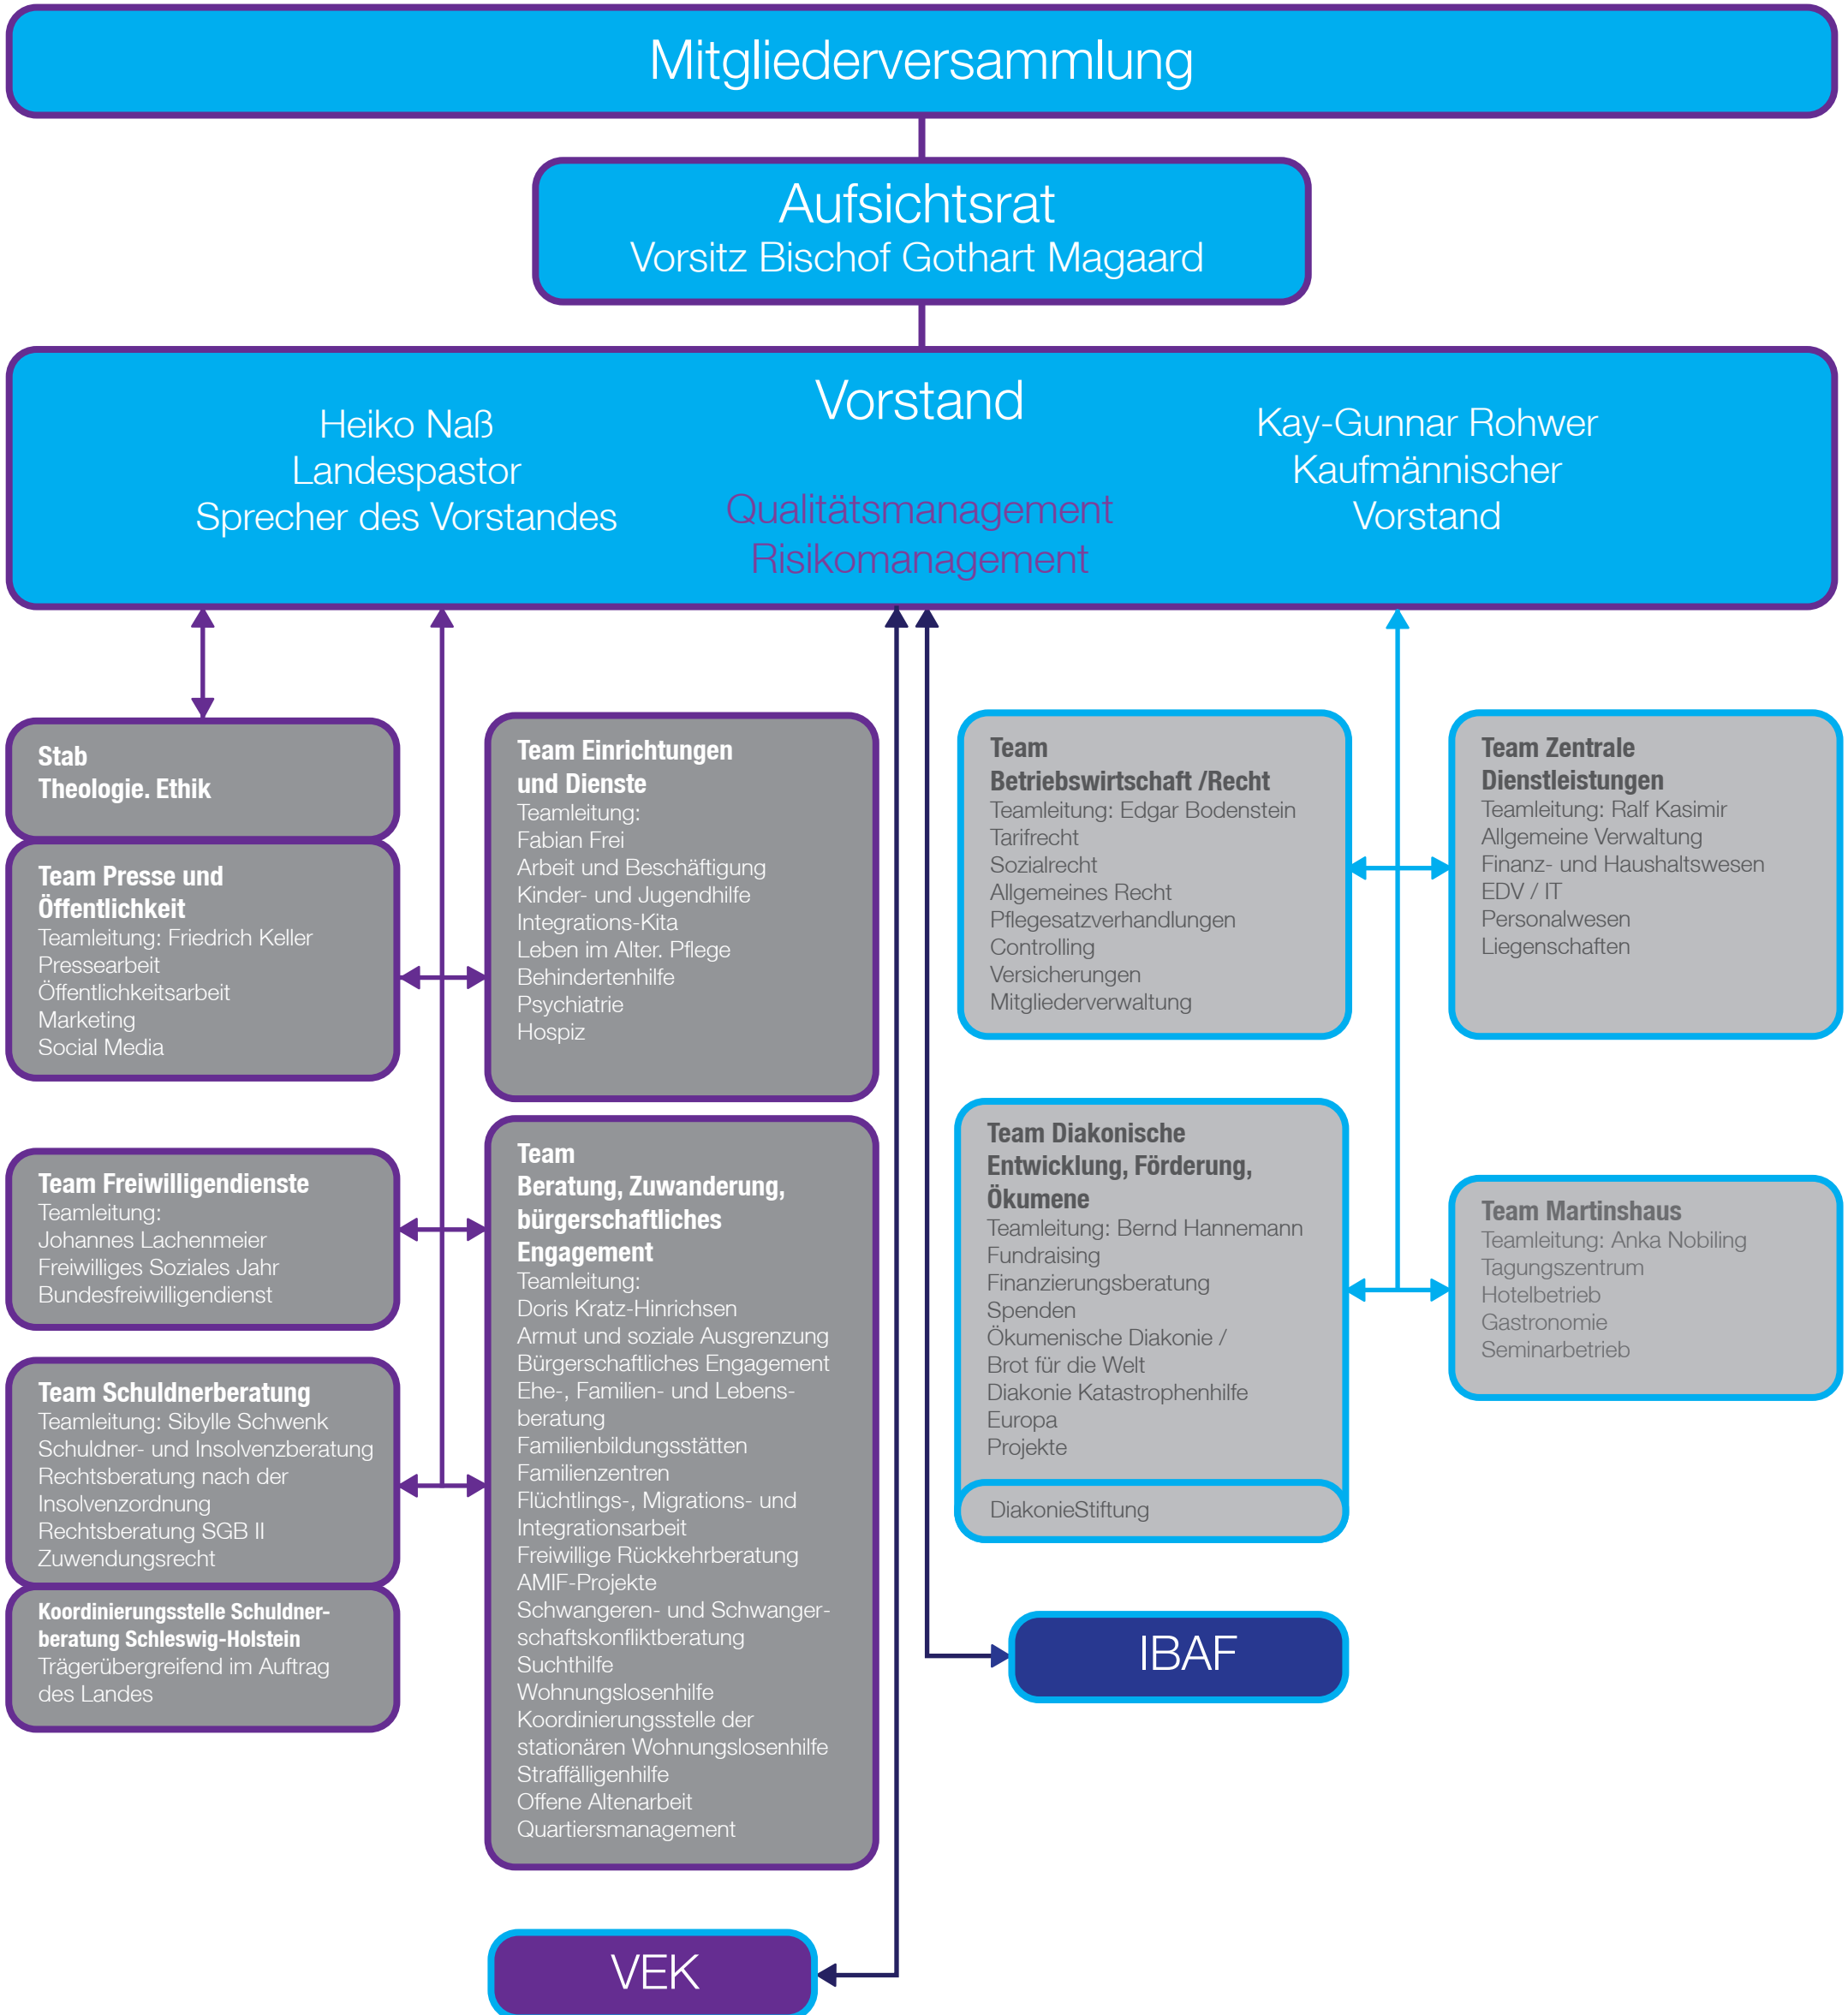 Mitgliederversammlung
Aufsichtsrat
Vorsitz Bischof Gothart Magaard
Vorstand
Heiko Naß
Landespastor
Sprecher des Vorstandes
Qualitätsmanagement
Risikomanagement
Kay-Gunnar Rohwer
Kaufmännischer
Vorstand
Stab
Theologie. Ethik
Team Presse und
Öffentlichkeit
Teamleitung: Friedrich Keller
Pressearbeit
Öffentlichkeitsarbeit
Marketing
Social Media
Team Freiwilligendienste
Teamleitung:
Johannes Lachenmeier
Freiwilliges Soziales Jahr
Bundesfreiwilligendienst
Team Schuldnerberatung
Teamleitung: Sibylle Schwenk
Schuldner- und Insolvenzberatung
Rechtsberatung nach der
Insolvenzordnung
Rechtsberatung SGB II
Zuwendungsrecht
Koordinierungsstelle Schuldner-
beratung Schleswig-Holstein
Trägerübergreifend im Auftrag
des Landes
Team Einrichtungen
und Dienste
Teamleitung:
Fabian Frei
Arbeit und Beschäftigung
Kinder- und Jugendhilfe
Integrations-Kita
Leben im Alter. Pflege
Behindertenhilfe
Psychiatrie
Hospiz
Team
Beratung, Zuwanderung,
bürgerschaftliches
Engagement
Teamleitung:
Doris Kratz-Hinrichsen
Armut und soziale Ausgrenzung
Bürgerschaftliches Engagement
Ehe-, Familien- und Lebens-
beratung
Familienbildungsstätten
Familienzentren
Flüchtlings-, Migrations- und
Integrationsarbeit
Freiwillige Rückkehrberatung
AMIF-Projekte
Schwangeren- und Schwanger-
schaftskonfliktberatung
Suchthilfe
Wohnungslosenhilfe
Koordinierungsstelle der
stationären Wohnungslosenhilfe
Straffälligenhilfe
Offene Altenarbeit
Quartiersmanagement
VEK
Team
Betriebswirtschaft /Recht
Teamleitung: Edgar Bodenstein
Tarifrecht
Sozialrecht
Allgemeines Recht
Pflegesatzverhandlungen
Controlling
Versicherungen
Mitgliederverwaltung
Team Diakonische
Entwicklung, Förderung,
Ökumene
Teamleitung: Bernd Hannemann
Fundraising
Finanzierungsberatung
Spenden
Ökumenische Diakonie /
Brot für die Welt
Diakonie Katastrophenhilfe
Europa
Projekte
DiakonieStiftung
IBAF
Team Zentrale
Dienstleistungen
Teamleitung: Ralf Kasimir
Allgemeine Verwaltung
Finanz- und Haushaltswesen
EDV / IT
Personalwesen
Liegenschaften
Team Martinshaus
Teamleitung: Anka Nobiling
Tagungszentrum
Hotelbetrieb
Gastronomie
Seminarbetrieb